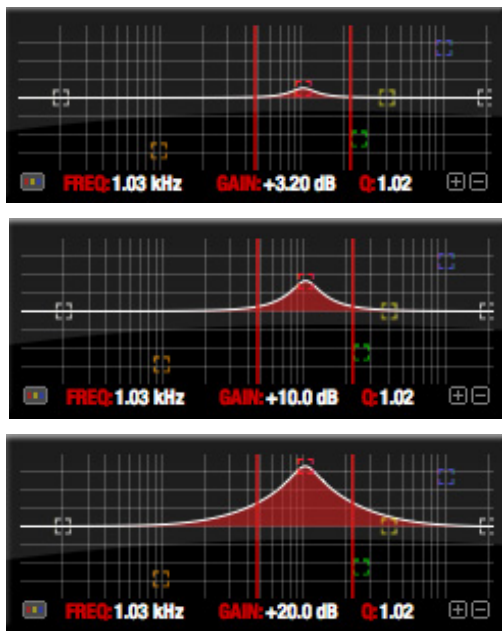 FREQ: 1.03 kHz GAIN: +3.20 dB Q: 1.02
FREQ: 1.03 kHz GAIN: +10.0 dB Q: 1.02
FREQ: 1.03 kHz GAIN: +20.0 dB Q: 1.02